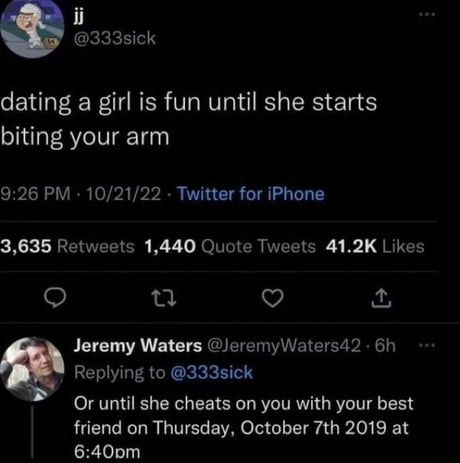 jj
@333sick
dating a girl is fun until she starts
biting your arm
9:26 PM · 10/21/22 · Twitter for iPhone
3,635 Retweets 1,440 Quote Tweets 41.2K Likes
Jeremy Waters @JeremyWaters42 · 6h
Replying to @333sick
Or until she cheats on you with your best
friend on Thursday, October 7th 2019 at
6:40pm